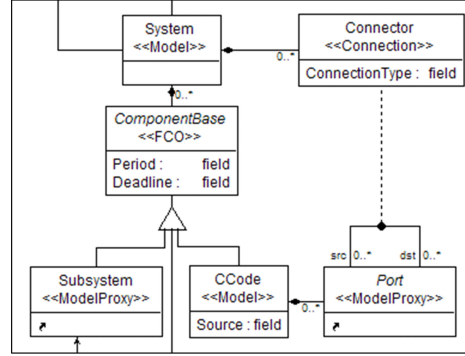 System
<<Model>>
Connector
<<Connection>>
ConnectionType : field
0..*
0..*
ComponentBase
<<FCO>>
Period : field
Deadline : field
src 0..* dst 0..*
Subsystem
<<ModelProxy>>
CCode
<<Model>>
Source : field
0..*
Port
<<ModelProxy>>